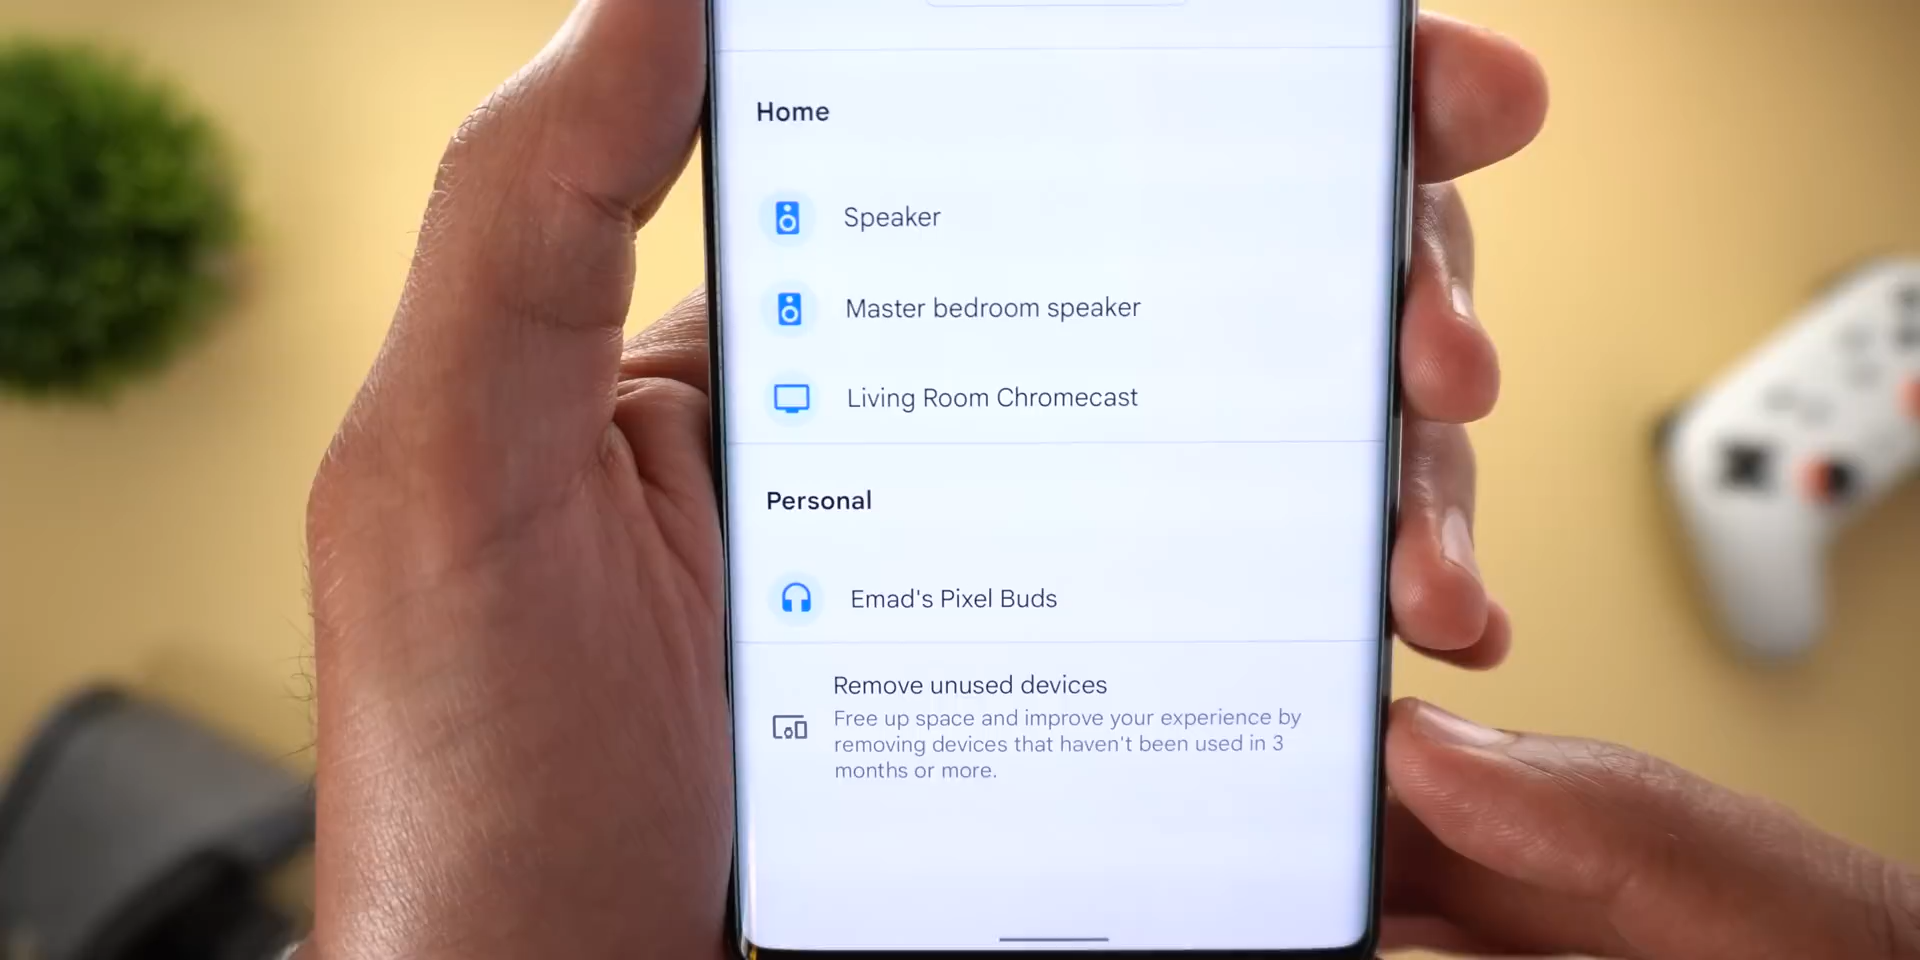 Home
Speaker
Master bedroom speaker
Living Room Chromecast
Personal
Emad's Pixel Buds
Remove unused devices
Free up space and improve your experience by
removing devices that haven't been used in 3
months or more.